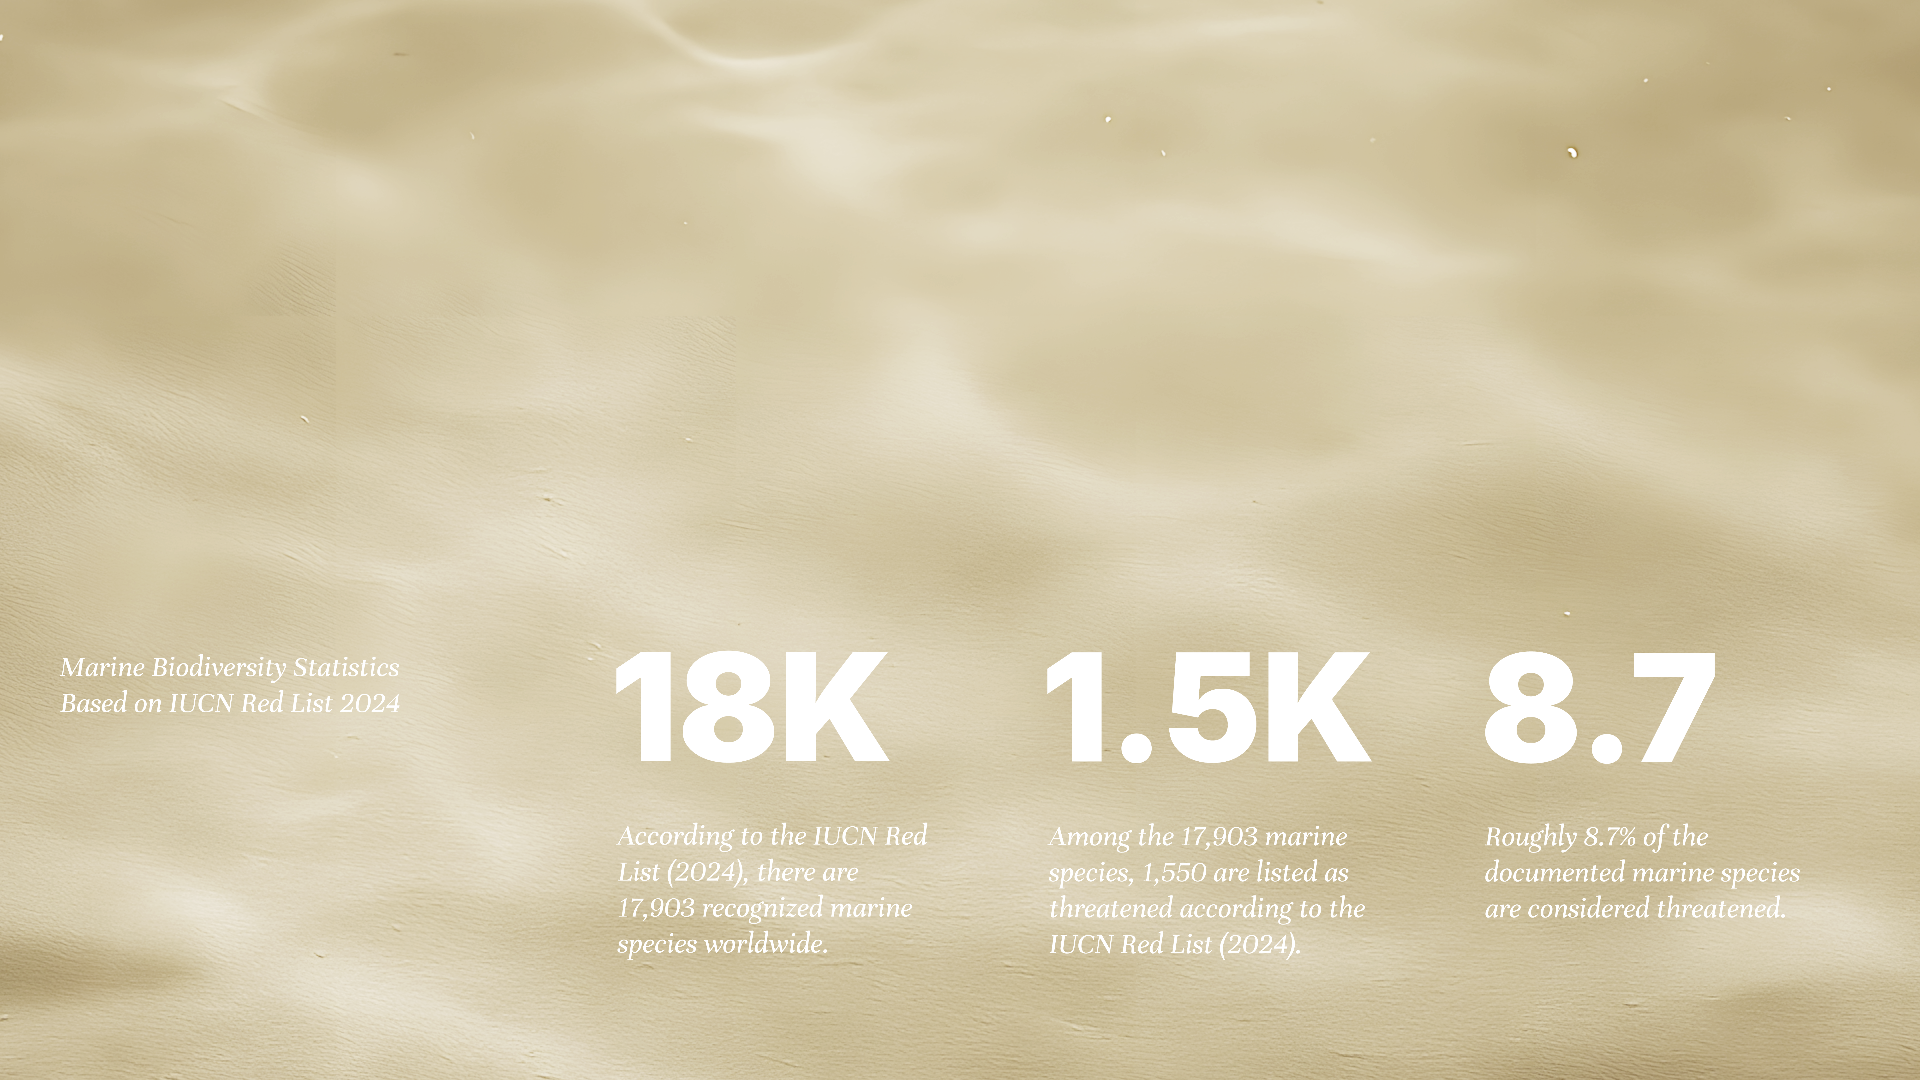 Marine Biodiversity Statistics
Based on IUCN Red List 2024
18K
According to the IUCN Red
List (2024), there are
17,903 recognized marine
species worldwide.
1.5K
Among the 17,903 marine
species, 1,550 are listed as
threatened according to the
IUCN Red List (2024).
8.7
Roughly 8.7% of the
documented marine species
are considered threatened.